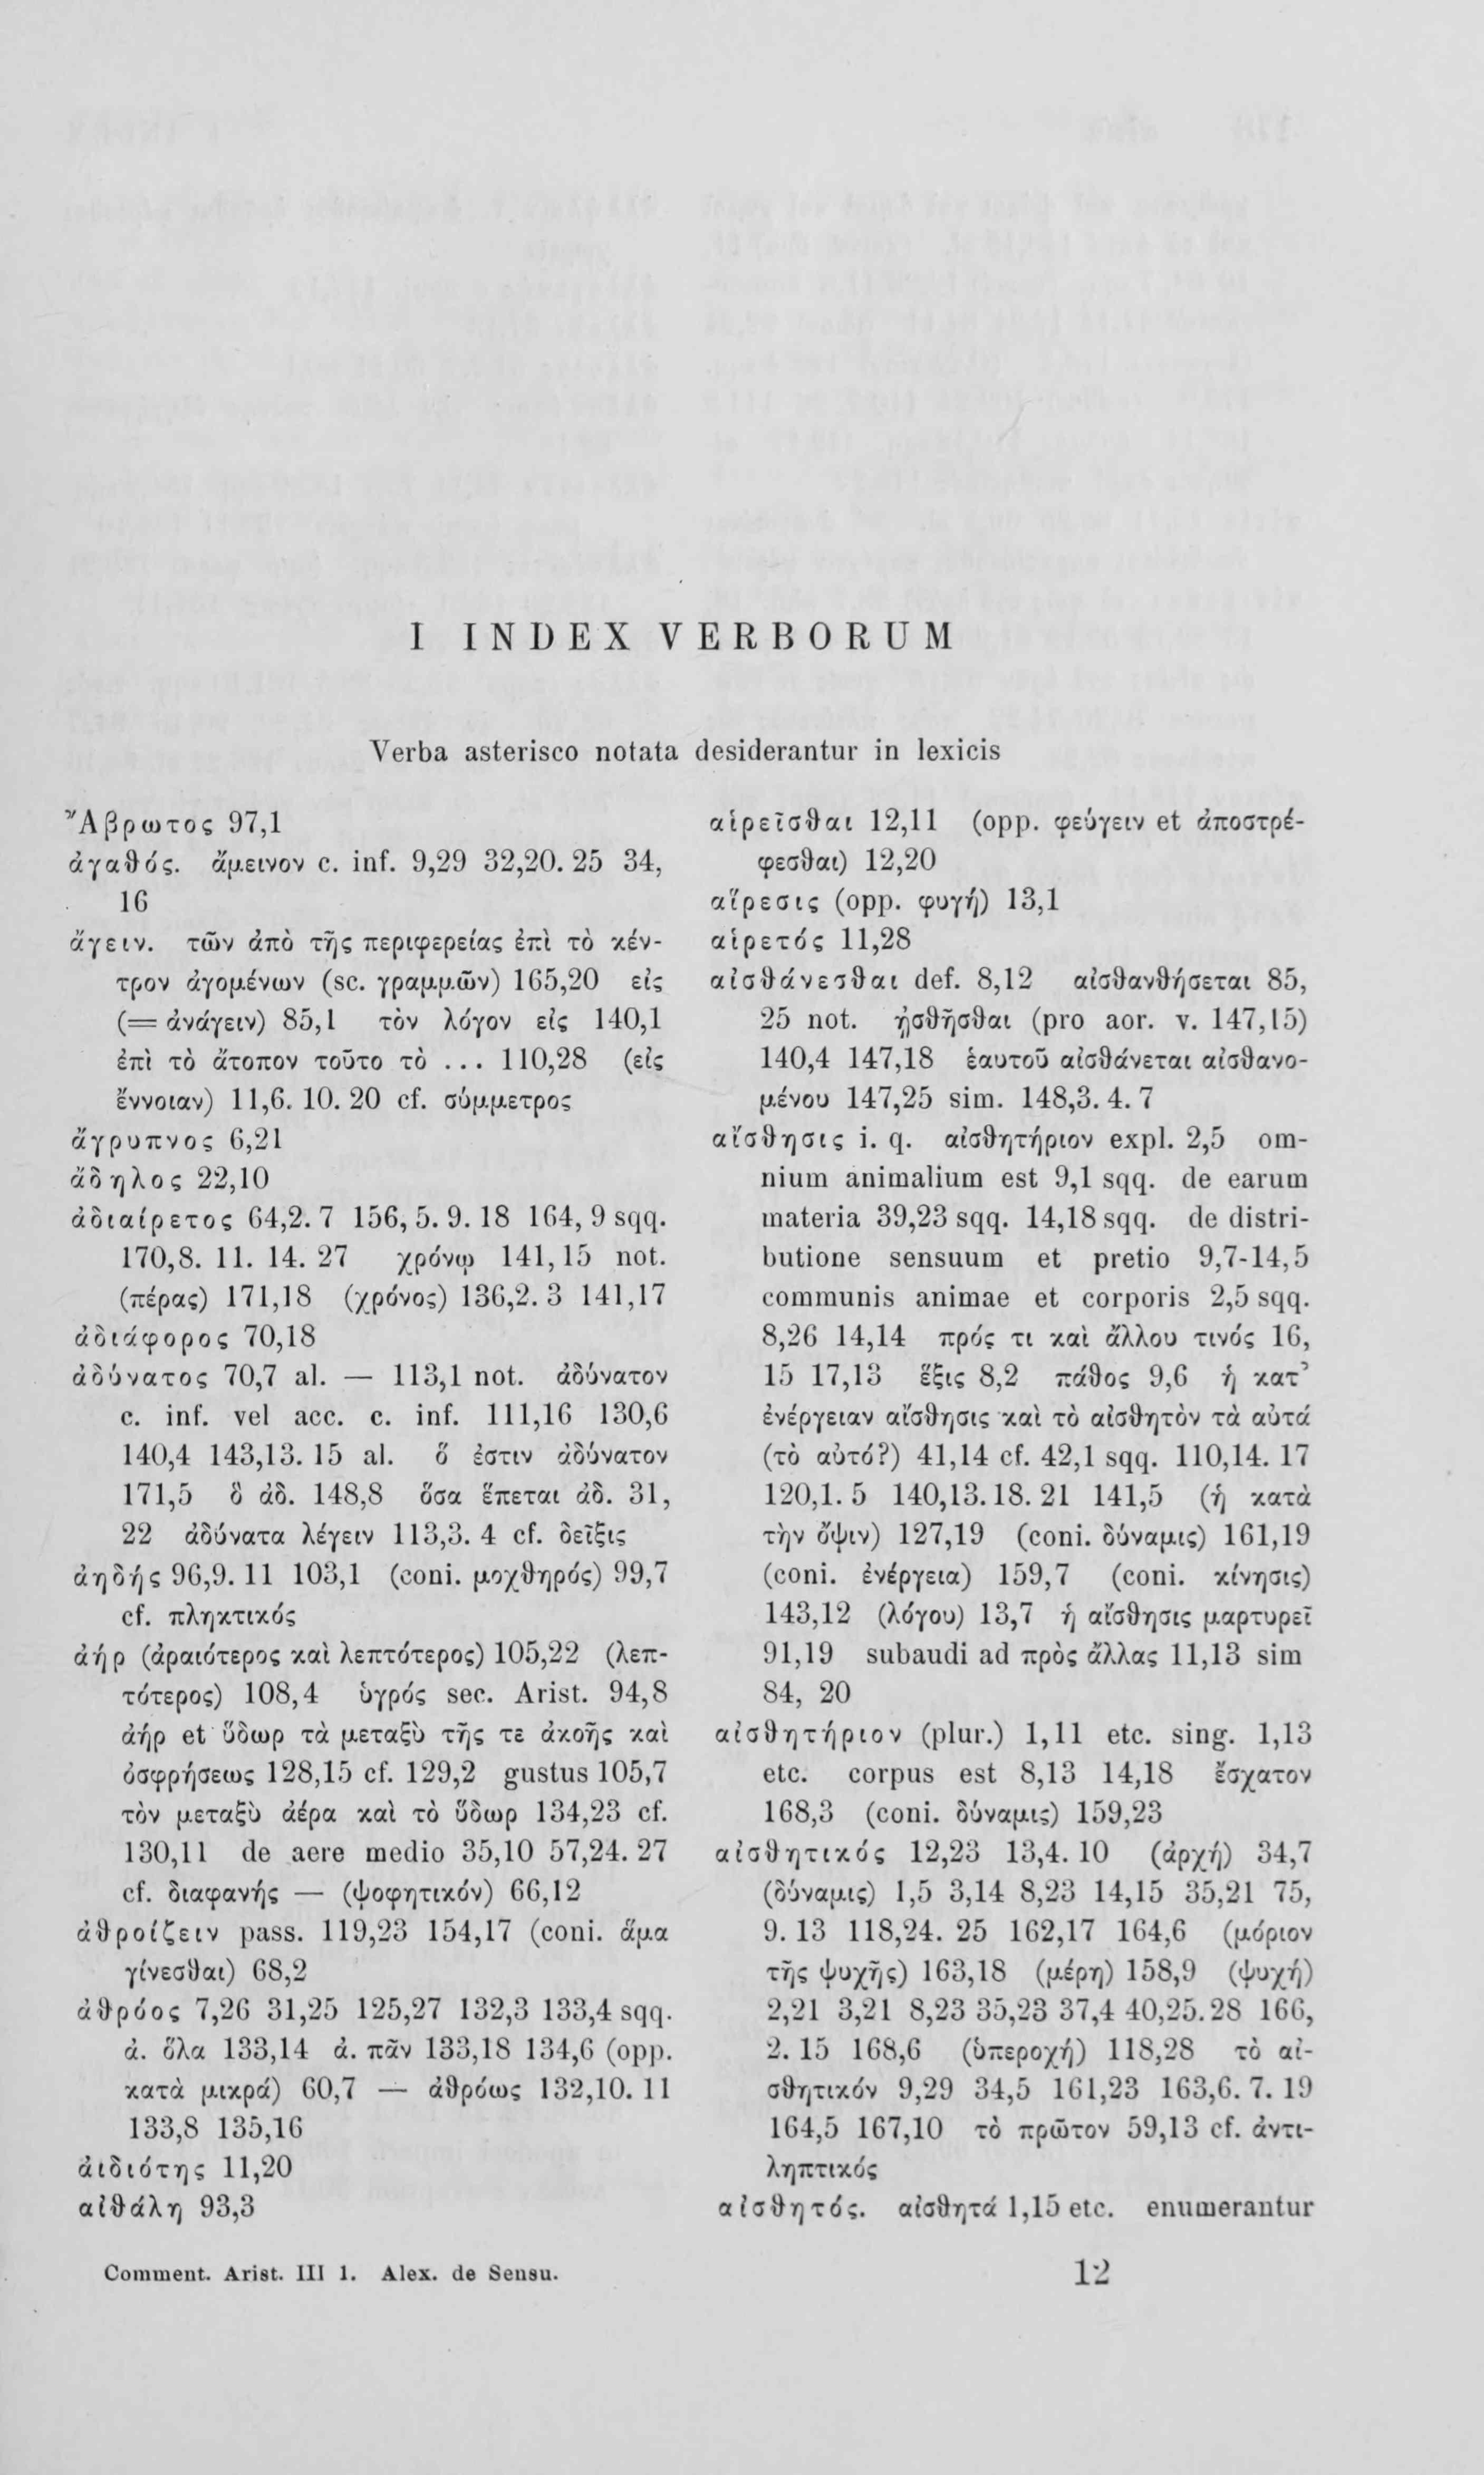 I INDEX VERBORUM
Verba asterisco notata desiderantur in lexicis
Ἄβρωτος 97,1
ἀγαθός. ἄμεινον c. inf. 9,29 32,20. 25 34,
16
ἄγειν. τῶν ἀπὸ τῆς περιφερείας ἐπὶ τὸ κέν-
τρον ἀγομένων (sc. γραμμῶν) 165,20 εἰς
(= ἀνάγειν) 85,1 τὸν λόγον εἰς 140,1
ἐπὶ τὸ ἄτοπον τοῦτο τὸ ... 110,28 (εἰς
ἔννοιαν) 11,6. 10. 20 cf. σύμμετρος
ἄγρυπνος 6,21
ἄδηλος 22,10
ἀδιαίρετος 64,2. 7 156, 5. 9. 18 164, 9 sqq.
170,8. 11. 14. 27 χρόνῳ 141,15 not.
(πέρας) 171,18 (χρόνος) 136,2. 3 141,17
ἀδιάφορος 70,18
ἀδύνατος 70,7 al. — 113,1 not. ἀδύνατον
c. inf. vel acc. c. inf. 111,16 130,6
140,4 143,13. 15 al. ὅ ἐστιν ἀδύνατον
171,5 ὃ ἀδ. 148,8 ὅσα ἕπεται ἀδ. 31,
22 ἀδύνατα λέγειν 113,3. 4 cf. δεῖξις
ἀηδής 96,9. 11 103,1 (coni. μοχθηρός) 99,7
cf. πληκτικός
ἀήρ (ἀραιότερος καὶ λεπτότερος) 105,22 (λεπ-
τότερος) 108,4 ὑγρός sec. Arist. 94,8
ἀήρ et ὕδωρ τὰ μεταξὺ τῆς τε ἀκοῆς καὶ
ὀσφρήσεως 128,15 cf. 129,2 gustus 105,7
τὸν μεταξὺ ἀέρα καὶ τὸ ὕδωρ 134,23 cf.
130,11 de aere medio 35,10 57,24. 27
cf. διαφανής — (ψοφητικόν) 66,12
ἀθροίζειν pass. 119,23 154,17 (coni. ἅμα
γίνεσθαι) 68,2
ἀθρόος 7,26 31,25 125,27 132,3 133,4 sqq.
ἀ. ὅλα 133,14 ἀ. πᾶν 133,18 134,6 (opp.
κατὰ μικρά) 60,7 — ἀθρόως 132,10. 11
133,8 135,16
ἀιδιότης 11,20
αἰθάλη 93,3
αἱρεῖσθαι 12,11 (opp. φεύγειν et ἀποστρέ-
φεσθαι) 12,20
αἵρεσις (opp. φυγή) 13,1
αἱρετός 11,28
αἰσθάνεσθαι def. 8,12 αἰσθανθήσεται 85,
25 not. ᾐσθῆσθαι (pro aor. v. 147,15)
140,4 147,18 ἑαυτοῦ αἰσθάνεται αἰσθανο-
μένου 147,25 sim. 148,3. 4. 7
αἴσθησις i. q. αἰσθητήριον expl. 2,5 om-
nium animalium est 9,1 sqq. de earum
materia 39,23 sqq. 14,18 sqq. de distri-
butione sensuum et pretio 9,7-14,5
communis animae et corporis 2,5 sqq.
8,26 14,14 πρός τι καὶ ἄλλου τινός 16,
15 17,13 ἕξις 8,2 πάθος 9,6 ἡ κατ’
ἐνέργειαν αἴσθησις καὶ τὸ αἰσθητὸν τὰ αὐτά
(τὸ αὐτό?) 41,14 cf. 42,1 sqq. 110,14. 17
120,1. 5 140,13. 18. 21 141,5 (ἡ κατὰ
τὴν ὄψιν) 127,19 (coni. δύναμις) 161,19
(coni. ἐνέργεια) 159,7 (coni. κίνησις)
143,12 (λόγου) 13,7 ἡ αἴσθησις μαρτυρεῖ
91,19 subaudi ad πρὸς ἄλλας 11,13 sim
84, 20
αἰσθητήριον (plur.) 1,11 etc. sing. 1,13
etc. corpus est 8,13 14,18 ἔσχατον
168,3 (coni. δύναμις) 159,23
αἰσθητικός 12,23 13,4. 10 (ἀρχή) 34,7
(δύναμις) 1,5 3,14 8,23 14,15 35,21 75,
9. 13 118,24. 25 162,17 164,6 (μόριον
τῆς ψυχῆς) 163,18 (μέρη) 158,9 (ψυχή)
2,21 3,21 8,23 35,23 37,4 40,25. 28 166,
2. 15 168,6 (ὑπεροχή) 118,28 τὸ αἰ-
σθητικόν 9,29 34,5 161,23 163,6. 7. 19
164,5 167,10 τὸ πρῶτον 59,13 cf. ἀντι-
ληπτικός
αἰσθητός. αἰσθητά 1,15 etc. enumerantur
Comment. Arist. III 1. Alex. de Sensu.
12